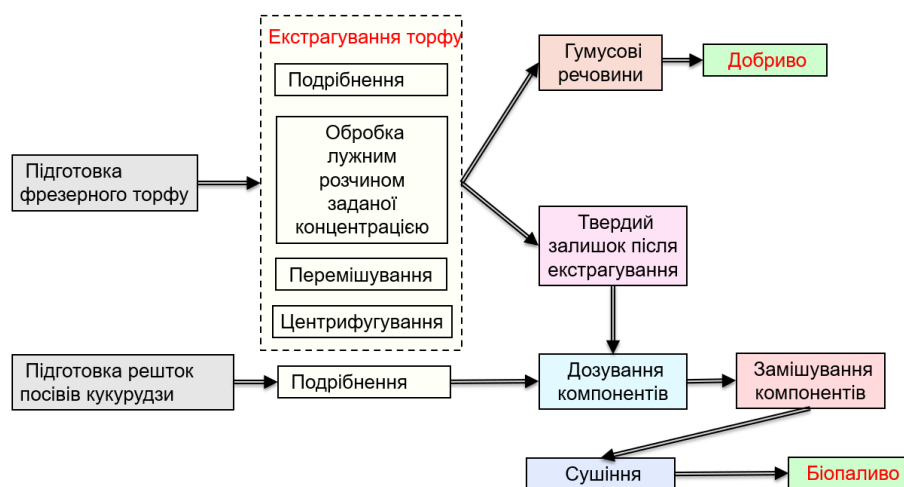 Екстрагування торфу
Подрібнення
Обробка
лужним
розчином
заданої
концентрацією
Перемішування
Центрифугування
Підготовка
фрезерного торфу
Гумусові
речовини
Добриво
Твердий
залишок після
екстрагування
Підготовка решток
посівів кукурудзи
Подрібнення
Дозування
компонентів
Замішування
компонентів
Сушіння
Біопаливо